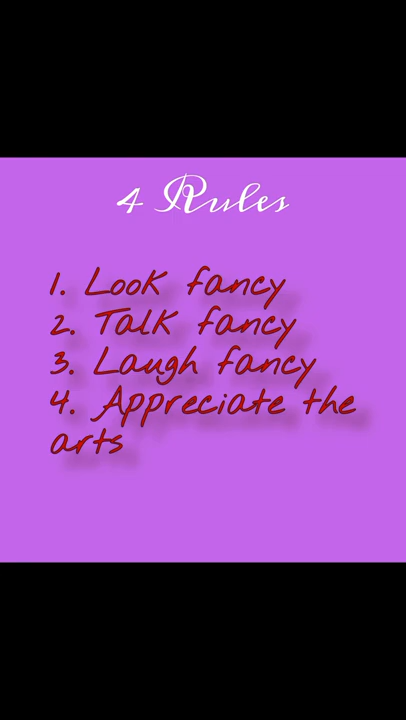 4 Rules
1. Look fancy
2. Talk fancy
3. Laugh fancy
4. Appreciate the
arts